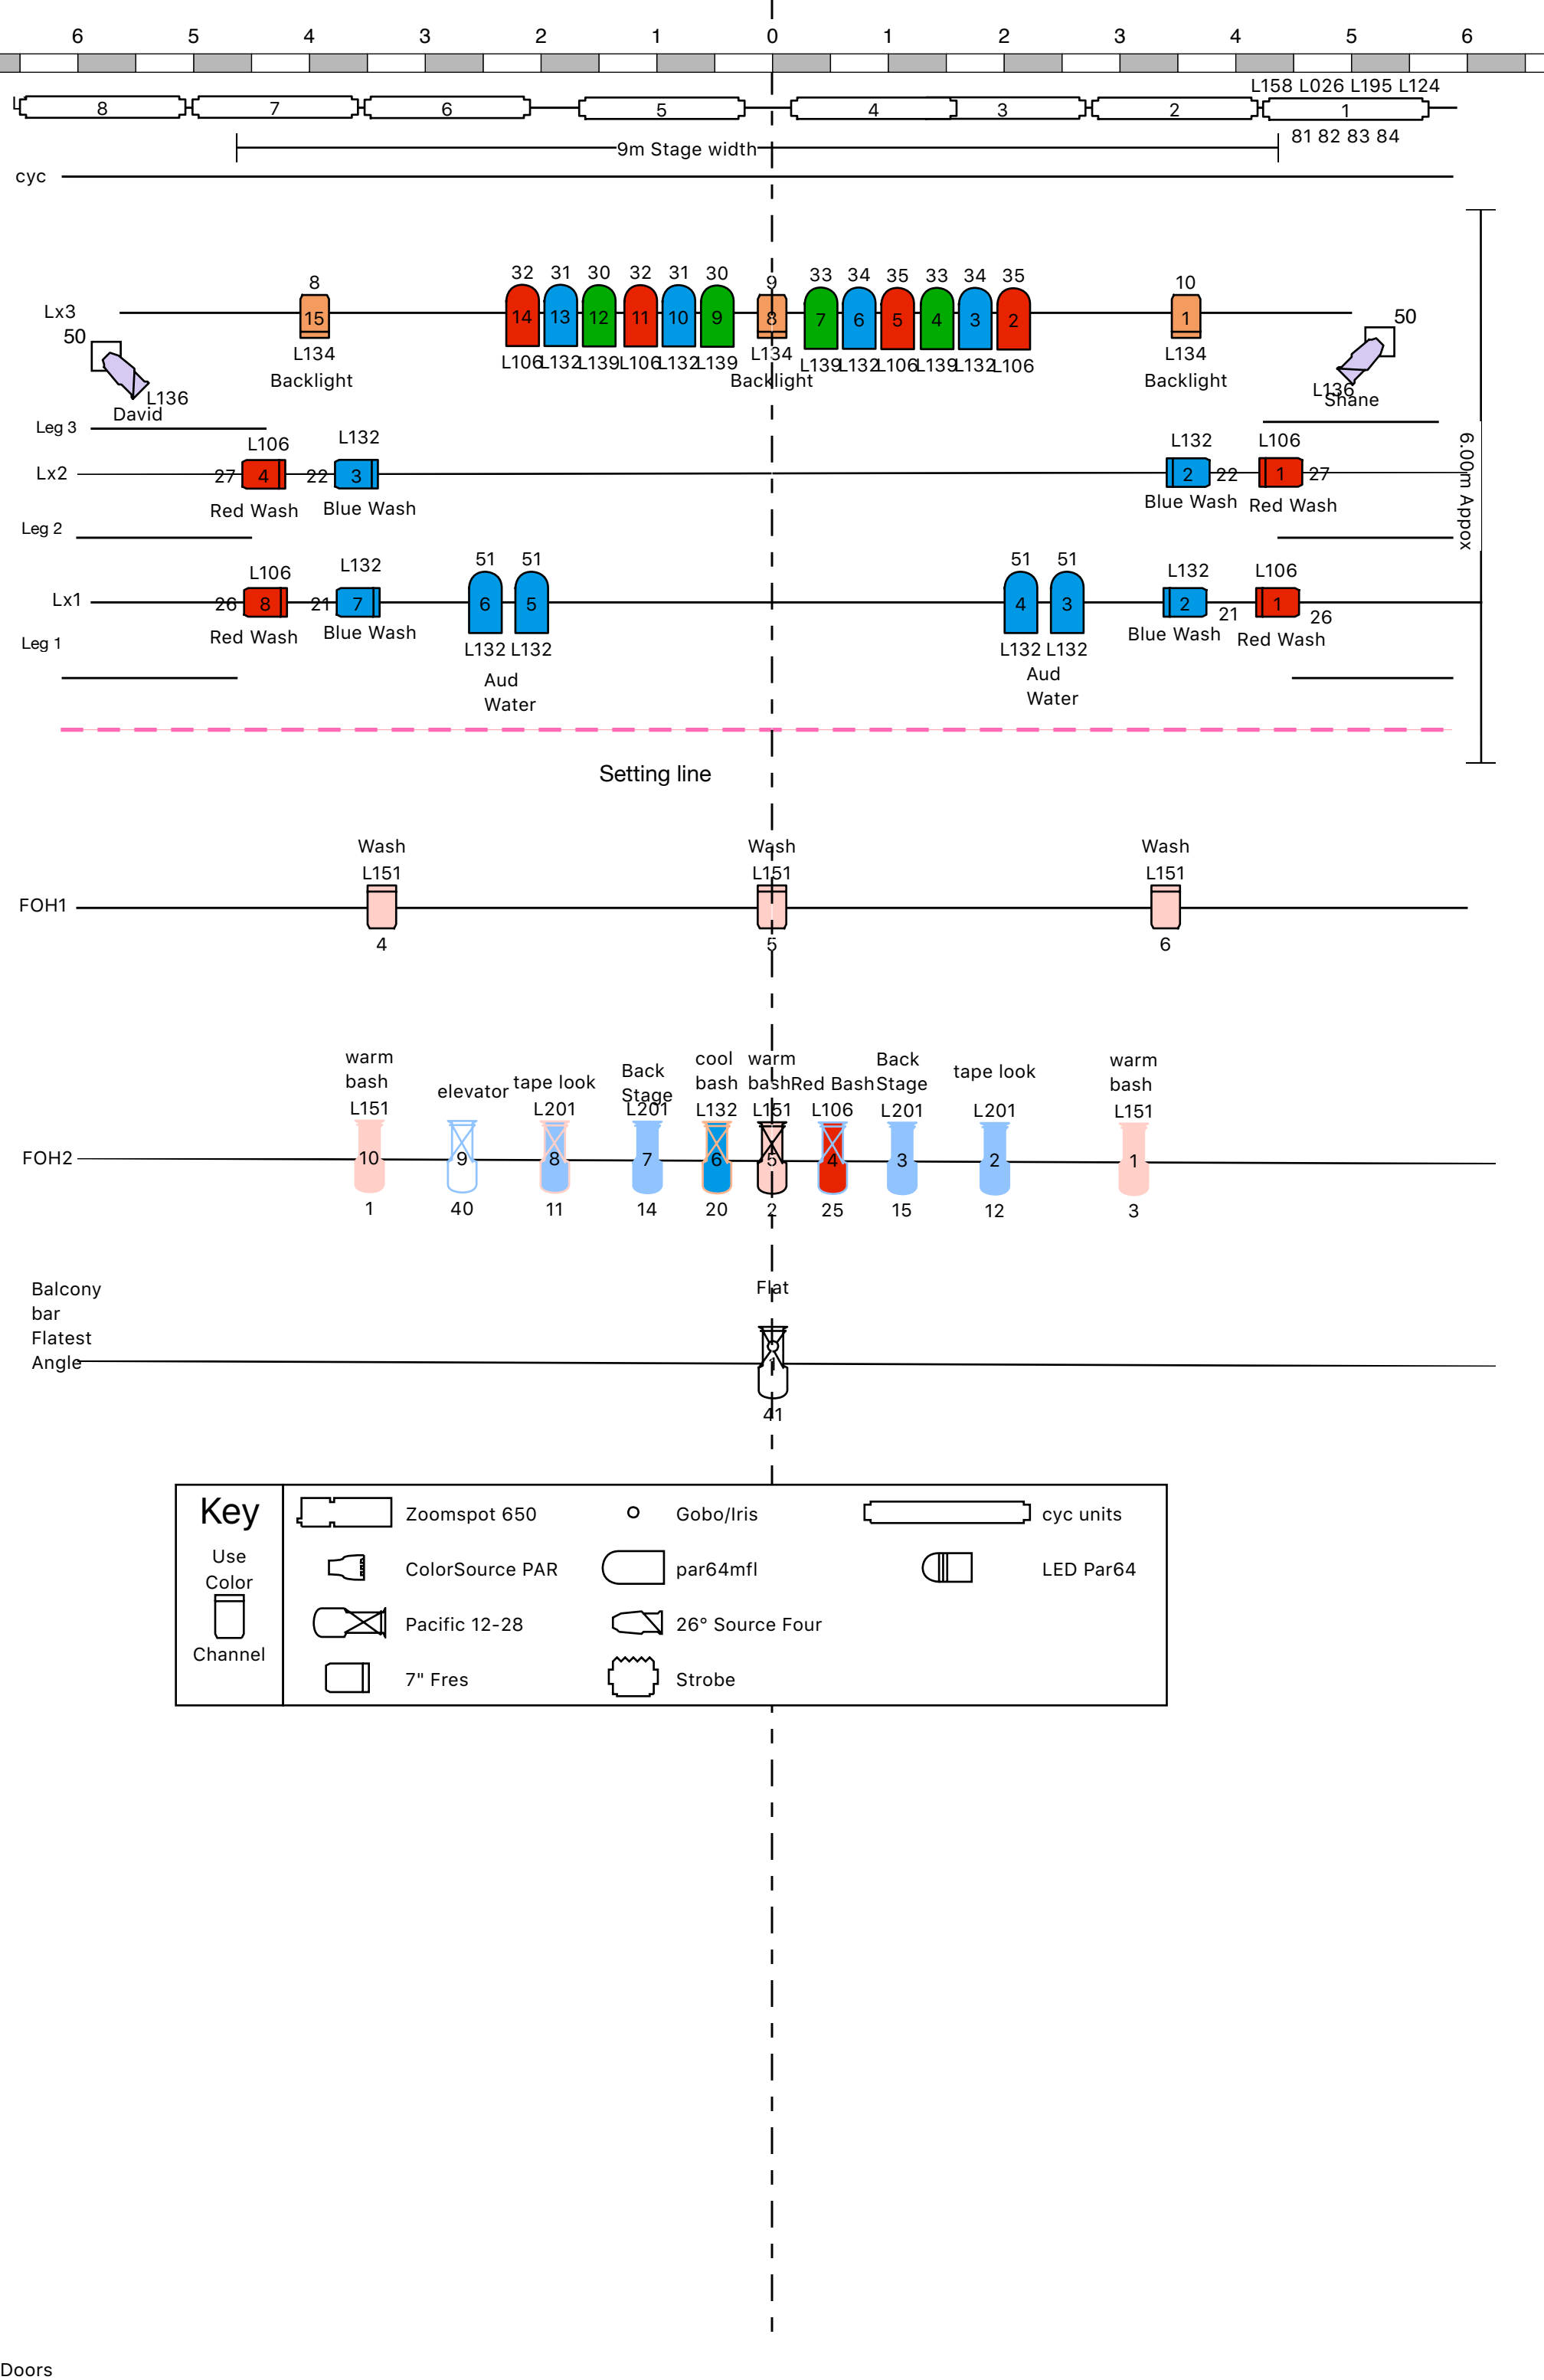 6 5 4 3 2 1 0 1 2 3 4 5 6
L158 L026 L195 L124
L 8 7 6 5 4 3 2 1
81 82 83 84
9m Stage width
cyc
32 31 30 32 31 30 33 34 35 33 34 35
8 9 10
Lx3
15 14 13 12 11 10 9 8 7 6 5 4 3 2 1
50 50
L134 L134 L134
L106 L132 L139 L106 L132 L139 L139 L132 L106 L139 L132 L106
Backlight Backlight Backlight
L136 L136
David Shane
Leg 3
L106 L132 L132 L106
Lx2 27 4 22 3 2 22 1 27
Red Wash Blue Wash Blue Wash Red Wash
6.00m Appox
Leg 2
51 51 51 51
L106 L132 L132 L106
Lx1 26 8 21 7 6 5 4 3 2 21 1 26
Red Wash Blue Wash Blue Wash Red Wash
Leg 1
L132 L132 L132 L132
Aud Aud
Water Water
Setting line
Wash Wash Wash
L151 L151 L151
FOH1
4 5 6
warm
bash
elevator
tape look
Back
Stage
cool
bash
warm
bash
Red Bash
Back
Stage
tape look
warm
bash
L151 L201 L201 L132 L151 L106 L201 L201 L151
FOH2 10 9 8 7 6 5 4 3 2 1
1 40 11 14 20 2 25 15 12 3
Balcony
bar
Flatest
Angle
Flat
1
41
Key
Use
Color
Channel
Zoomspot 650 Gobo/Iris cyc units
ColorSource PAR par64mfl LED Par64
Pacific 12-28 26° Source Four
7" Fres Strobe
Doors